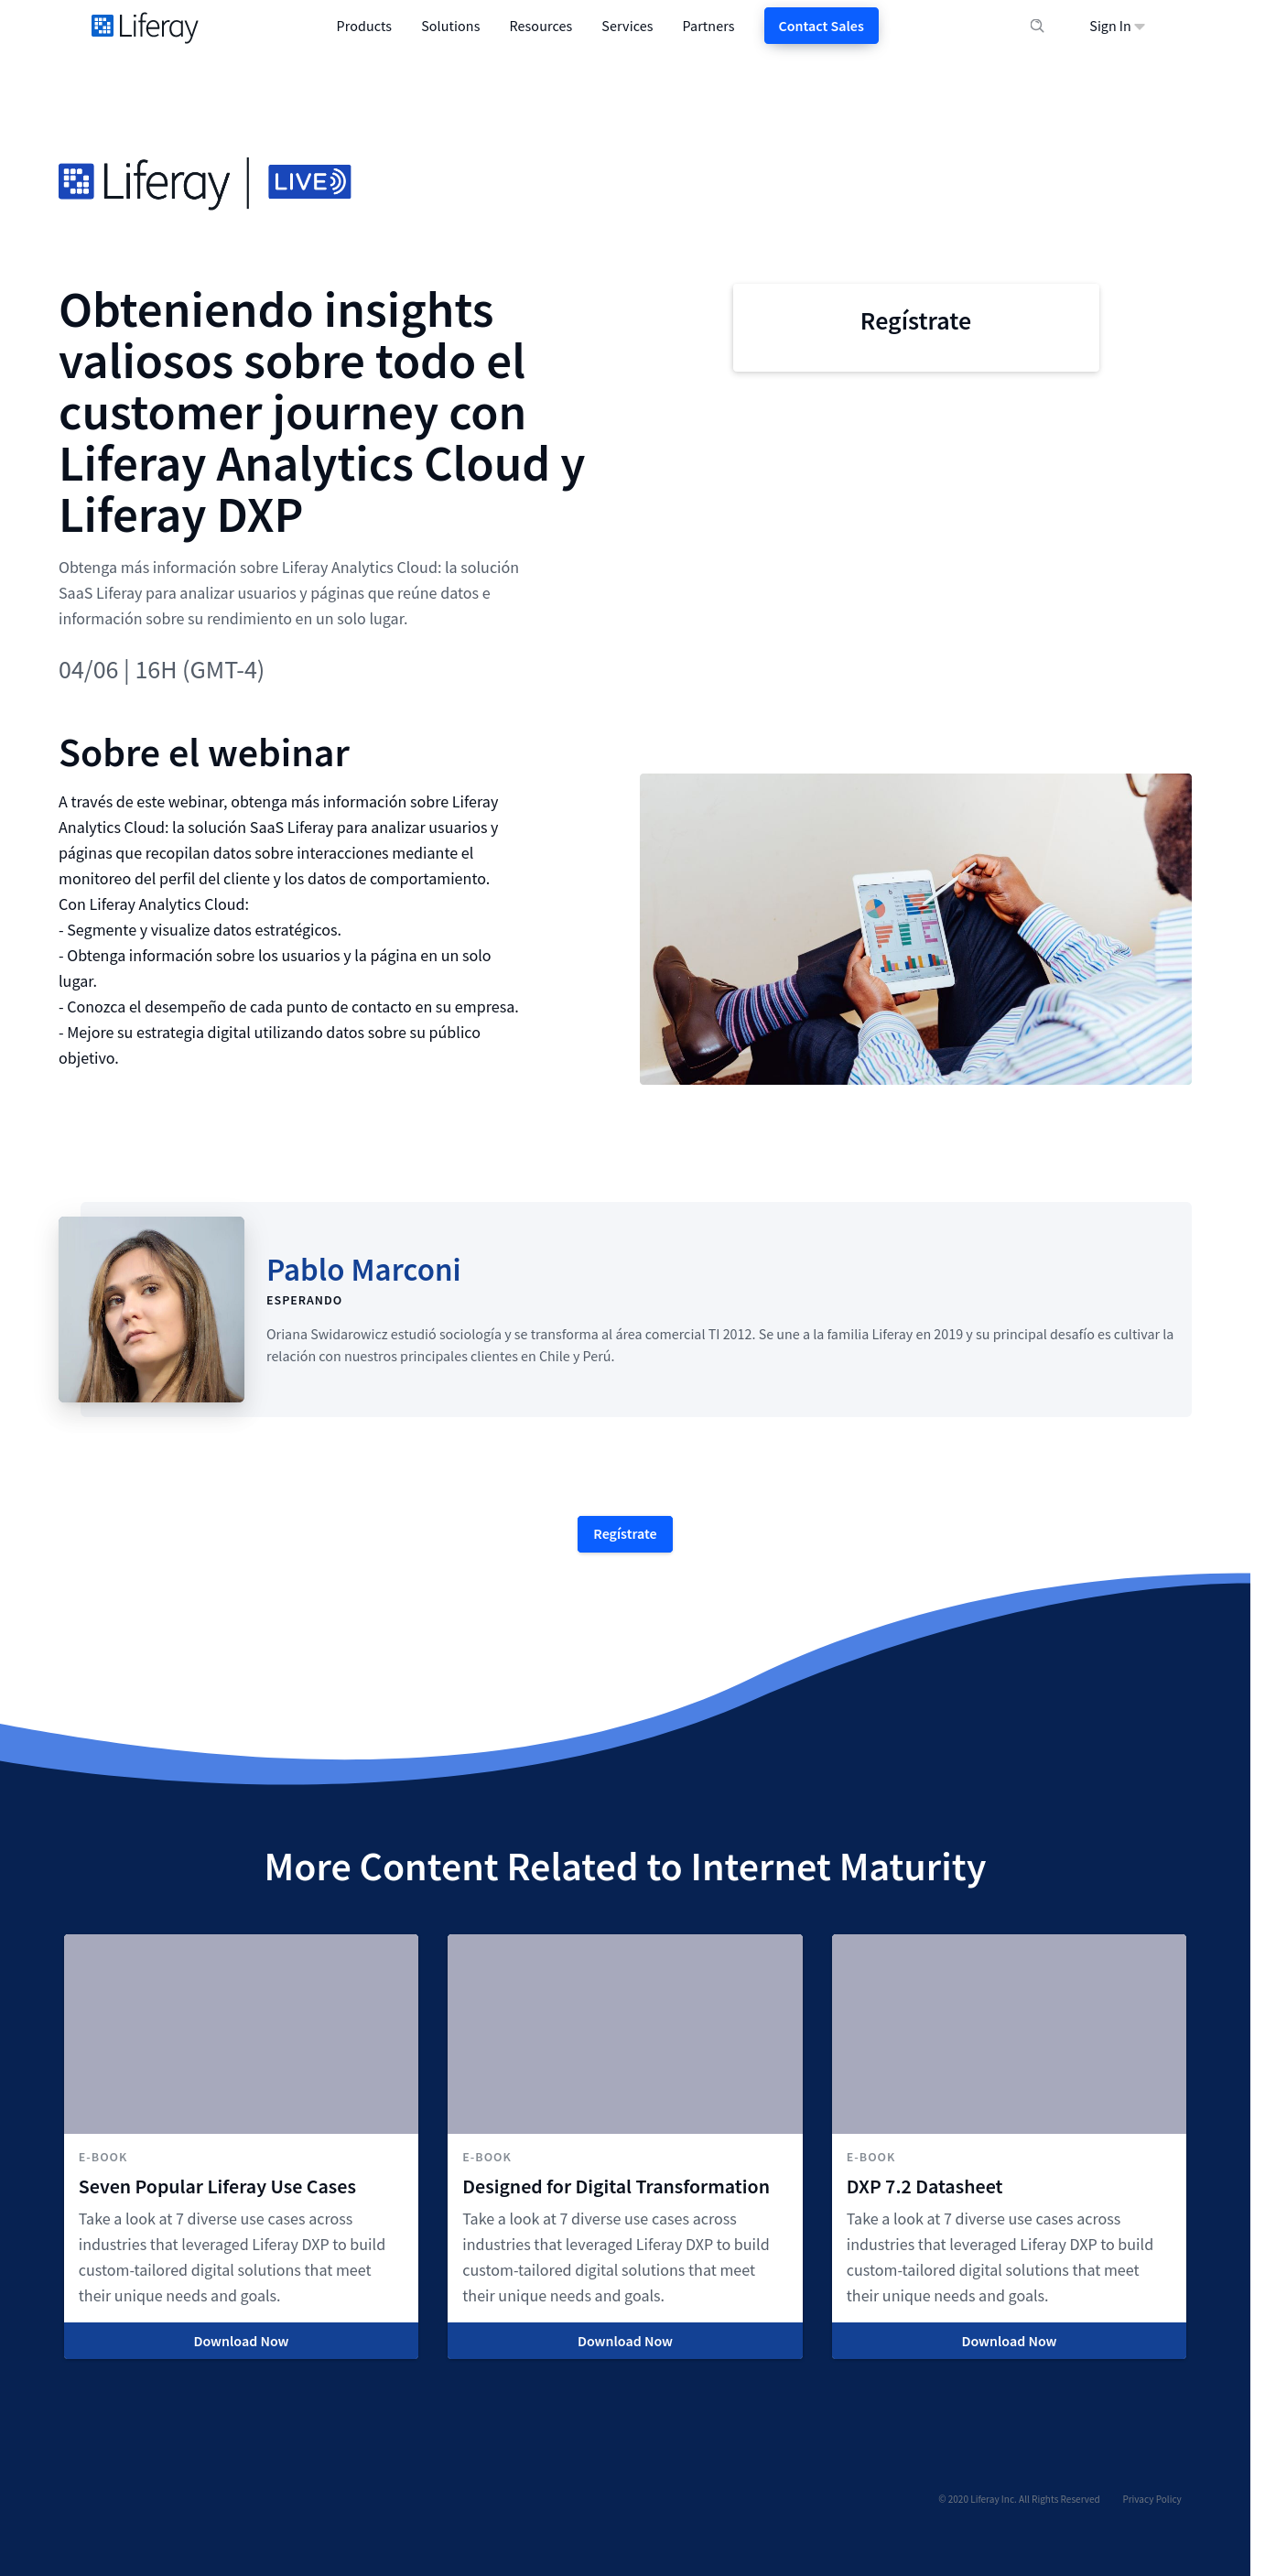 Liferay
Products Solutions Resources Services Partners Contact Sales Sign In
Liferay | LIVE
Obteniendo insights
valiosos sobre todo el
customer journey con
Liferay Analytics Cloud y
Liferay DXP
Regístrate
Obtenga más información sobre Liferay Analytics Cloud: la solución
SaaS Liferay para analizar usuarios y páginas que reúne datos e
información sobre su rendimiento en un solo lugar.
04/06 | 16H (GMT-4)
Sobre el webinar
A través de este webinar, obtenga más información sobre Liferay
Analytics Cloud: la solución SaaS Liferay para analizar usuarios y
páginas que recopilan datos sobre interacciones mediante el
monitoreo del perfil del cliente y los datos de comportamiento.
Con Liferay Analytics Cloud:
- Segmente y visualize datos estratégicos.
- Obtenga información sobre los usuarios y la página en un solo
lugar.
- Conozca el desempeño de cada punto de contacto en su empresa.
- Mejore su estrategia digital utilizando datos sobre su público
objetivo.
Pablo Marconi
ESPERANDO
Oriana Swidarowicz estudió sociología y se transforma al área comercial TI 2012. Se une a la familia Liferay en 2019 y su principal desafío es cultivar la
relación con nuestros principales clientes en Chile y Perú.
Regístrate
More Content Related to Internet Maturity
E-BOOK
Seven Popular Liferay Use Cases
Take a look at 7 diverse use cases across
industries that leveraged Liferay DXP to build
custom-tailored digital solutions that meet
their unique needs and goals.
Download Now
E-BOOK
Designed for Digital Transformation
Take a look at 7 diverse use cases across
industries that leveraged Liferay DXP to build
custom-tailored digital solutions that meet
their unique needs and goals.
Download Now
E-BOOK
DXP 7.2 Datasheet
Take a look at 7 diverse use cases across
industries that leveraged Liferay DXP to build
custom-tailored digital solutions that meet
their unique needs and goals.
Download Now
© 2020 Liferay Inc. All Rights Reserved Privacy Policy